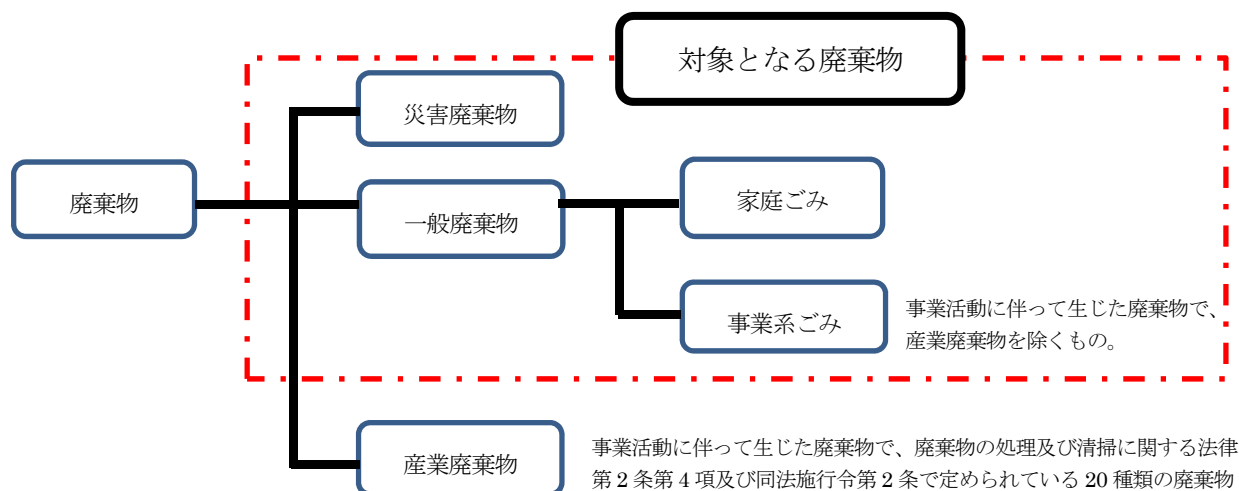 対象となる廃棄物
災害廃棄物
廃棄物
一般廃棄物
家庭ごみ
事業系ごみ
事業活動に伴って生じた廃棄物で、
産業廃棄物を除くもの。
産業廃棄物
事業活動に伴って生じた廃棄物で、廃棄物の処理及び清掃に関する法律
第２条第４項及び同法施行令第２条で定められている 20 種類の廃棄物